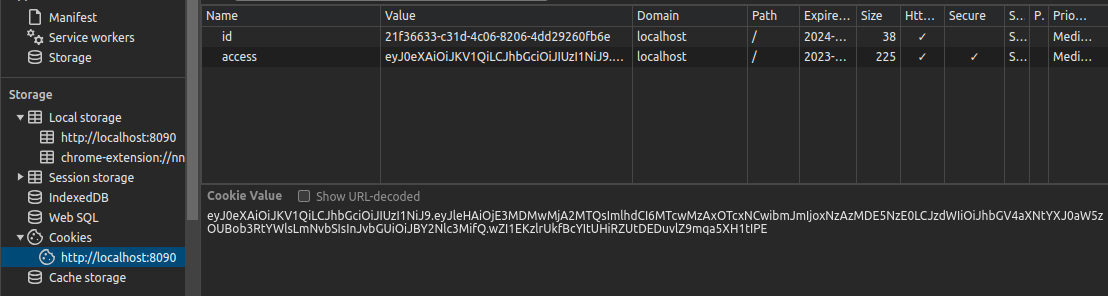 Manifest
Service workers
Storage
Storage
Local storage
http://localhost:8090
chrome-extension://nn
Session storage
IndexedDB
Web SQL
Cookies
http://localhost:8090
Cache storage
Name Value Domain Path Expire... Size Htt... Secure S... P. Prio...
id 21f36633-c31d-4c06-8206-4dd29260fb6e localhost / 2024-... 38 ✓ S... Medi...
access eyJ0eXAiOiJKV1QiLCJhbGciOiJIUzI1NiJ9.... localhost / 2023-... 225 ✓ ✓ S... Medi...
Cookie Value Show URL-decoded
eyJ0eXAiOiJKV1QiLCJhbGciOiJIUzI1NiJ9.eyJleHAiOjE3MDMwMjA2MTQsImlhdCI6MTcwMzAxOTcxNCwibmJmIjoxNzAzMDE5NzE0LCJzdWIiOiJhbGV4aXNtYXJ0aW5z
OUBob3RtYWlsLmNvbSIsInJvbGUiOiJBY2Nlc3MifQ.wZI1EKzlrUkfBcYItUHiRZUtDEDuvlZ9mqa5XH1tIPE